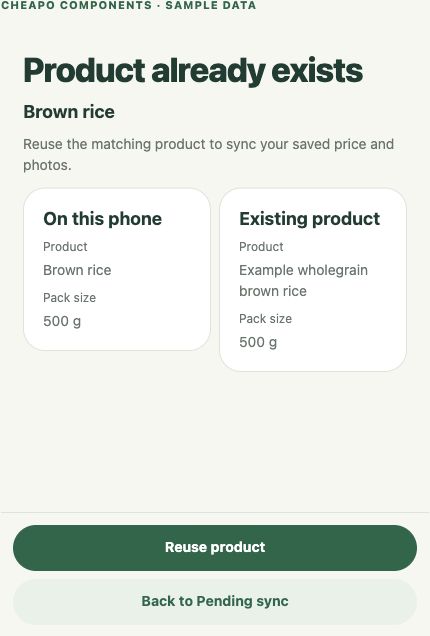 CHEAPO COMPONENTS · SAMPLE DATA
Product already exists
Brown rice
Reuse the matching product to sync your saved price and
photos.
On this phone
Product
Brown rice
Pack size
500 g
Existing product
Product
Example wholegrain
brown rice
Pack size
500 g
Reuse product
Back to Pending sync